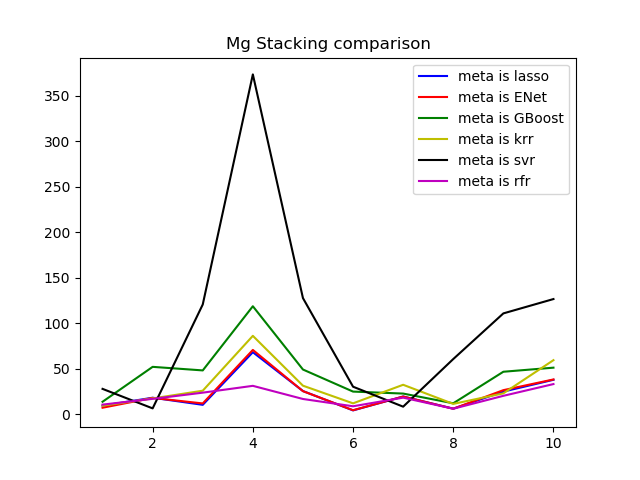 Mg Stacking comparison
meta is lasso
meta is ENet
meta is GBoost
meta is krr
meta is svr
meta is rfr
350
300
250
200
150
100
50
0
2
4
6
8
10